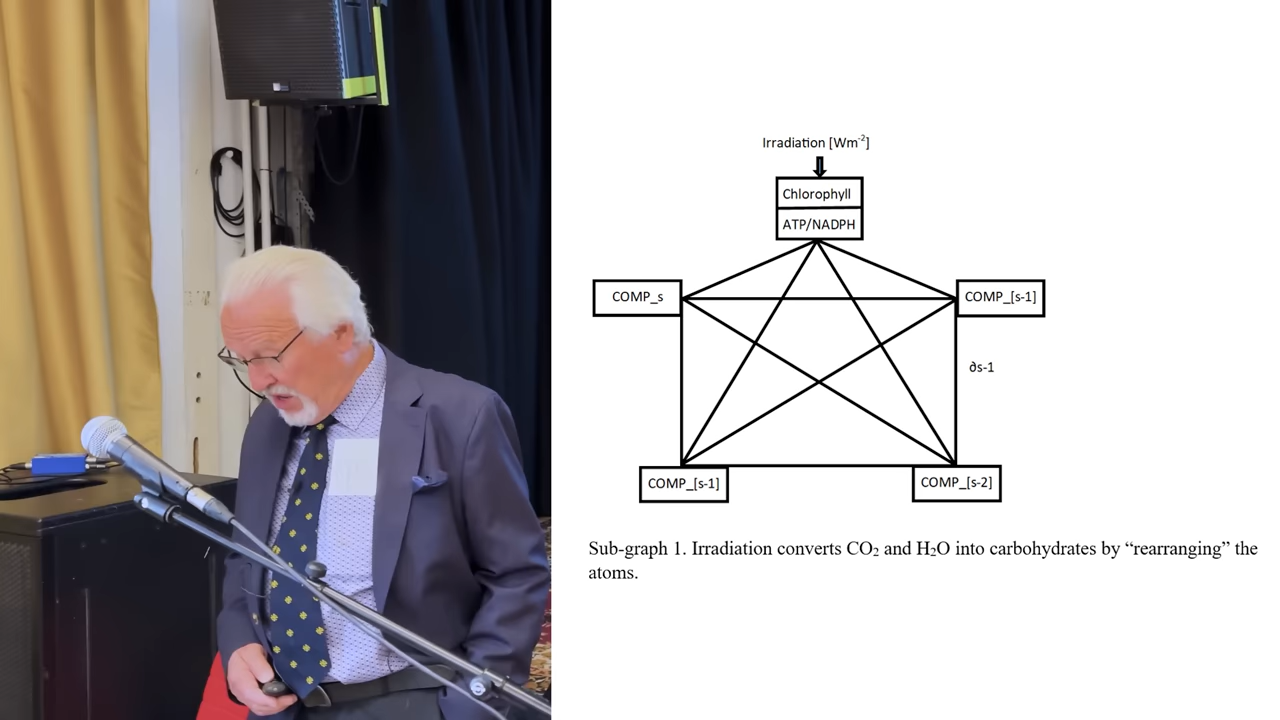 Irradiation [Wm⁻²]
Chlorophyll
ATP/NADPH
COMP_s
COMP_[s-1]
∂s-1
COMP_[s-1]
COMP_[s-2]
Sub-graph 1. Irradiation converts CO₂ and H₂O into carbohydrates by “rearranging” the
atoms.